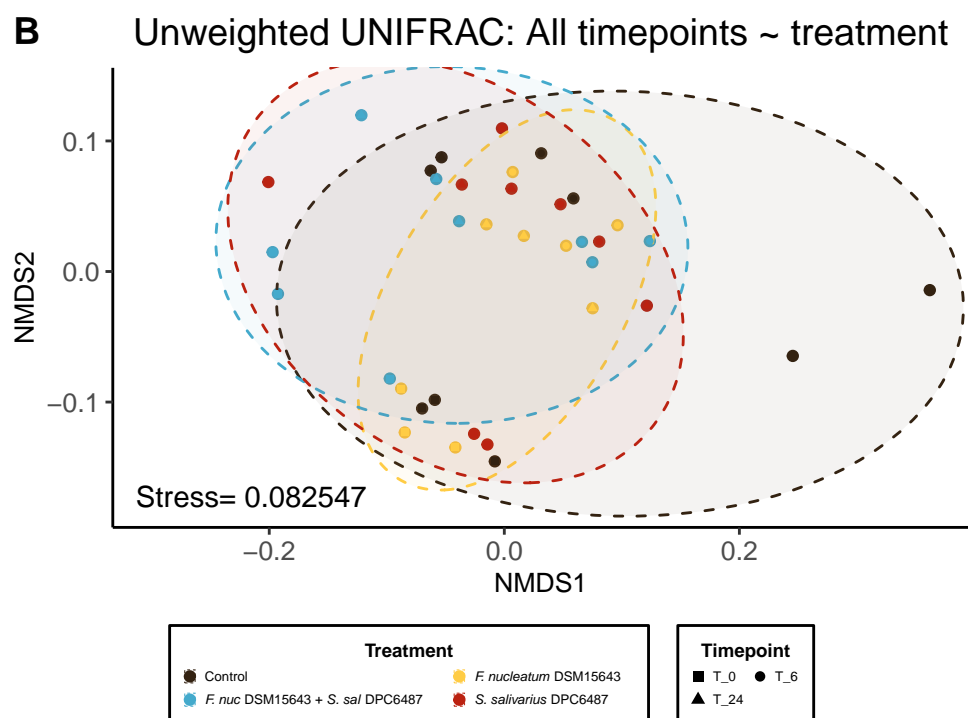 B Unweighted UNIFRAC: All timepoints ~ treatment
0.1
0.0
−0.1
NMDS2
Stress= 0.082547
−0.2 0.0 0.2
NMDS1
Treatment
Control F. nucleatum DSM15643
F. nuc DSM15643 + S. sal DPC6487 S. salivarius DPC6487
Timepoint
T_0 T_6
T_24